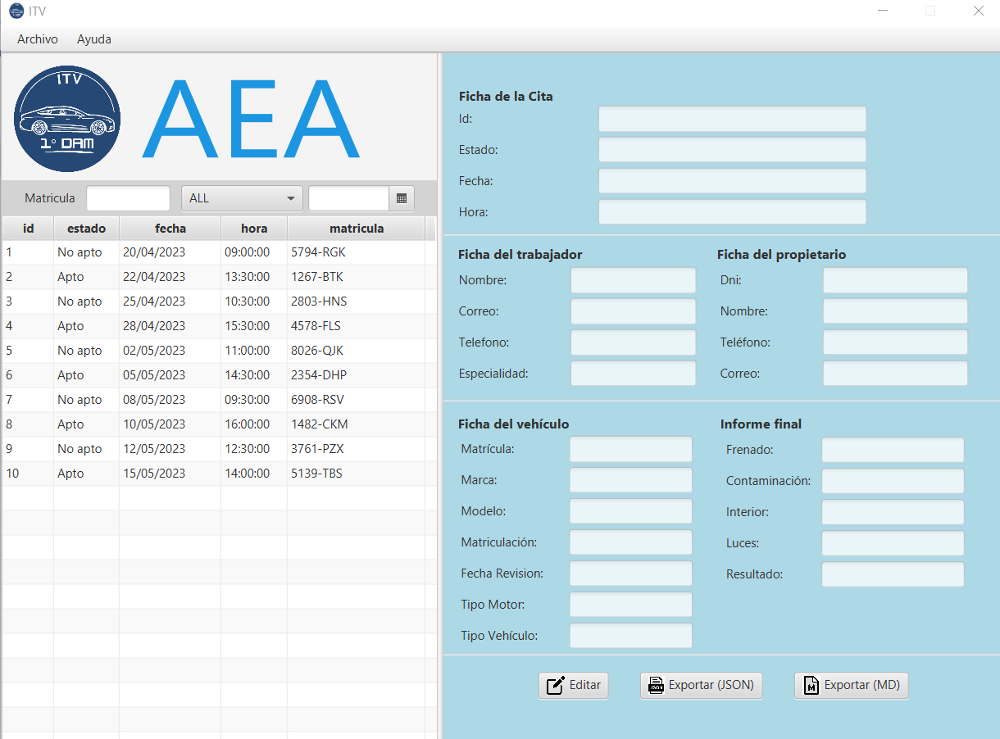 ITV
Archivo Ayuda
ITV
1º DAM
AEA
Matricula ALL
id estado fecha hora matricula
1 No apto 20/04/2023 09:00:00 5794-RGK
2 Apto 22/04/2023 13:30:00 1267-BTK
3 No apto 25/04/2023 10:30:00 2803-HNS
4 Apto 28/04/2023 15:30:00 4578-FLS
5 No apto 02/05/2023 11:00:00 8026-QJK
6 Apto 05/05/2023 14:30:00 2354-DHP
7 No apto 08/05/2023 09:30:00 6908-RSV
8 Apto 10/05/2023 16:00:00 1482-CKM
9 No apto 12/05/2023 12:30:00 3761-PZX
10 Apto 15/05/2023 14:00:00 5139-TBS
Ficha de la Cita
Id:
Estado:
Fecha:
Hora:
Ficha del trabajador
Nombre:
Correo:
Telefono:
Especialidad:
Ficha del propietario
Dni:
Nombre:
Teléfono:
Correo:
Ficha del vehículo
Matrícula:
Marca:
Modelo:
Matriculación:
Fecha Revision:
Tipo Motor:
Tipo Vehículo:
Informe final
Frenado:
Contaminación:
Interior:
Luces:
Resultado:
Editar
JSON Exportar (JSON)
M Exportar (MD)